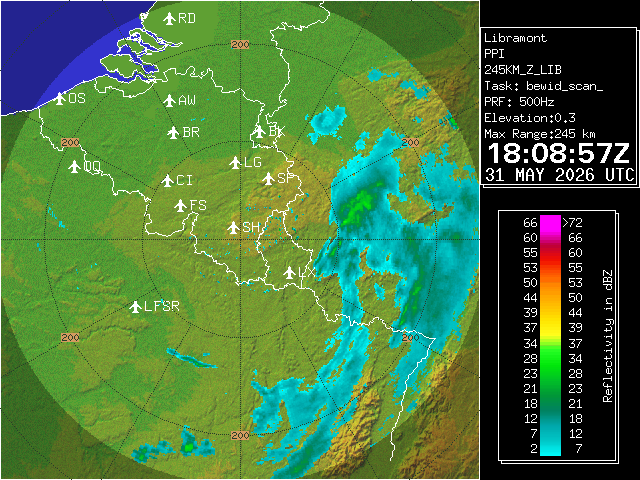 RD
200
OS
AW
BR
BK
200
200
QQ
LG
CI
SP
FS
SH
LX
LFSR
200
200
200
Libramont
PPI
245KM_Z_LIB
Task: bewid_scan_
PRF: 500Hz
Elevation:0.3
Max Range:245 km
18:08:57Z
31 MAY 2026 UTC
66 >72
60 66
55 60
53 55
50 53
44 50
39 44
37 39
34 37
28 34
23 28
21 23
18 21
12 18
7 12
2 7
Reflectivity in dBZ